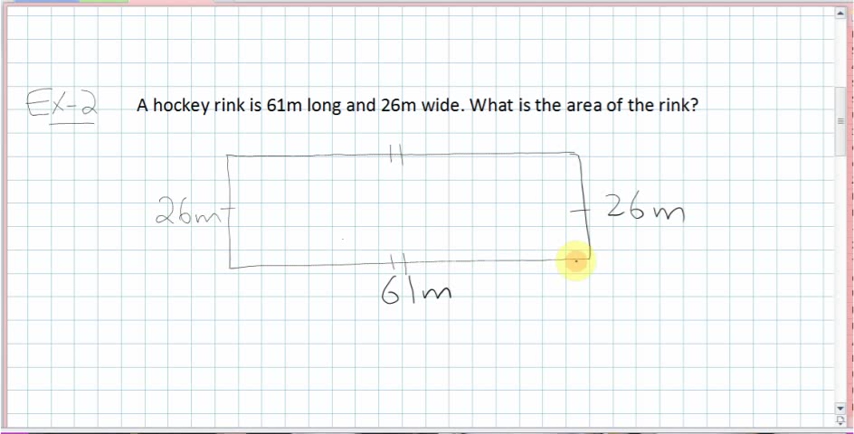 Ex-2 A hockey rink is 61m long and 26m wide. What is the area of the rink?
26m 26m
61m